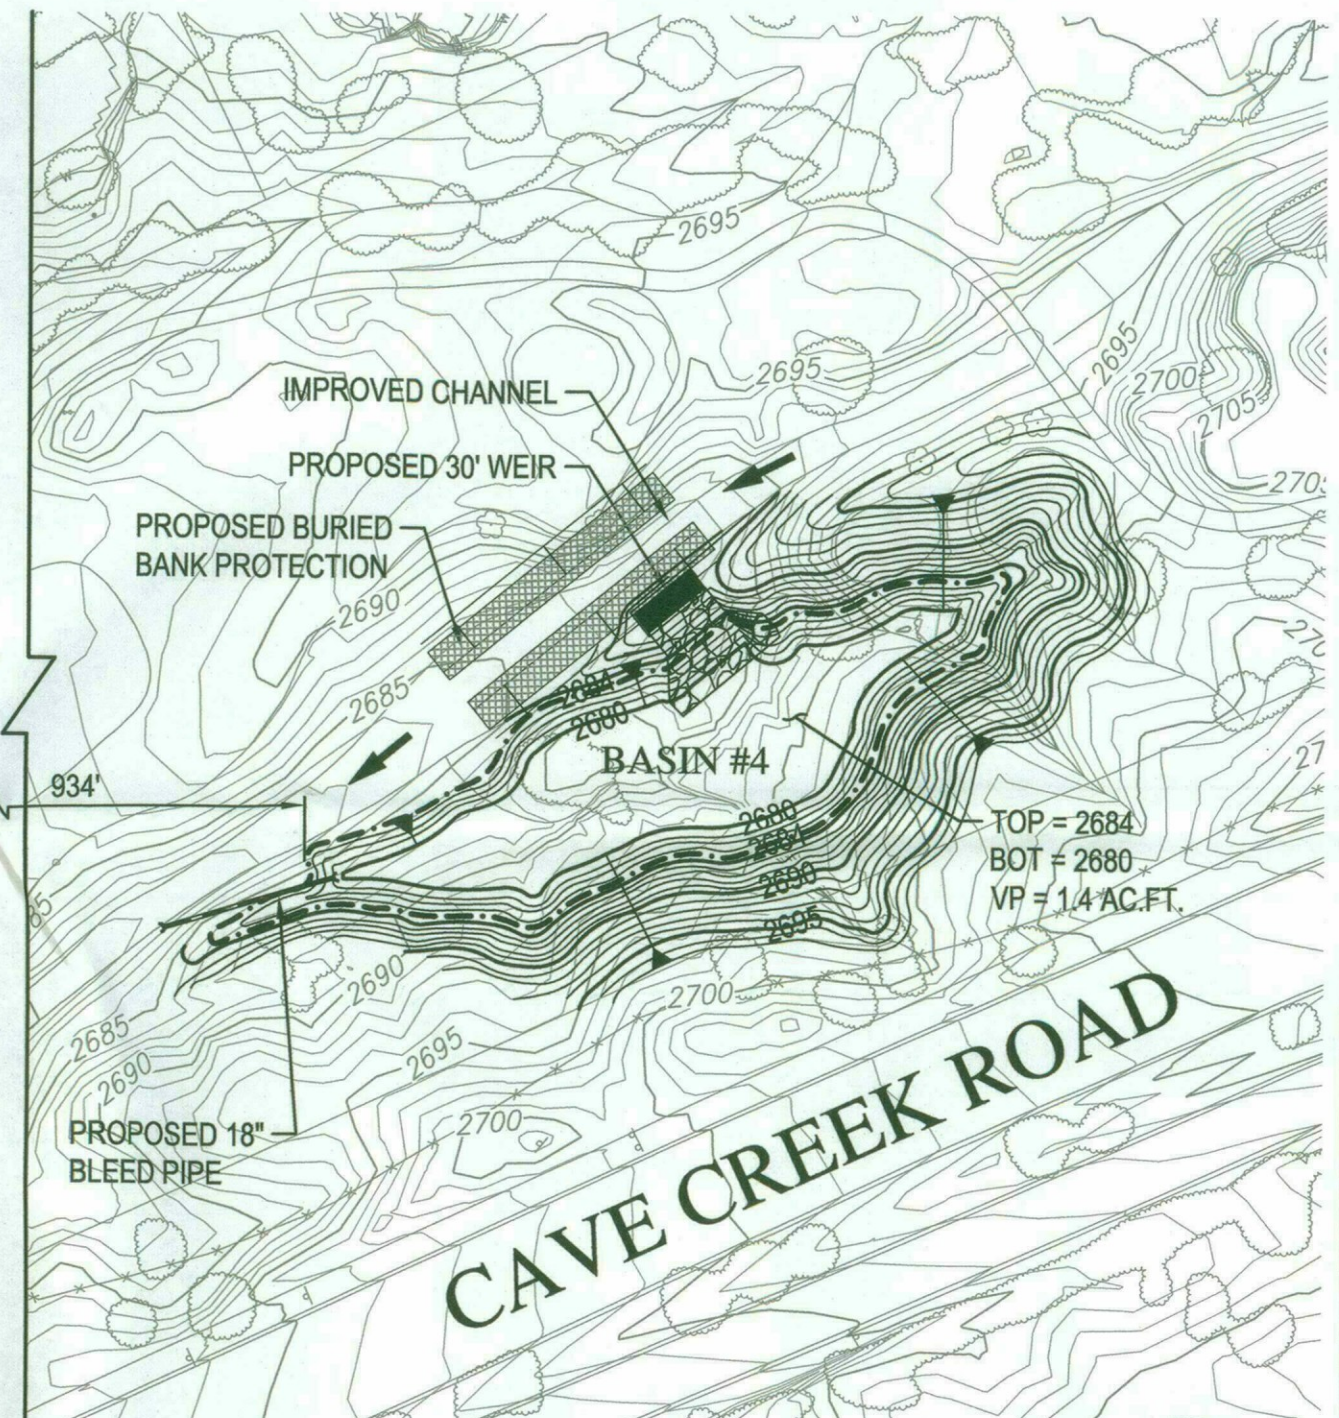 2695
2695
2695
2700
2705
IMPROVED CHANNEL
PROPOSED 30' WEIR
PROPOSED BURIED
BANK PROTECTION
2690
2685
2684
2680
BASIN #4
934'
2680
2684
2690
2695
TOP = 2684
BOT = 2680
VP = 1.4 AC.FT.
2690
2700
2685
2690
2695
2700
PROPOSED 18"
BLEED PIPE
CAVE CREEK ROAD